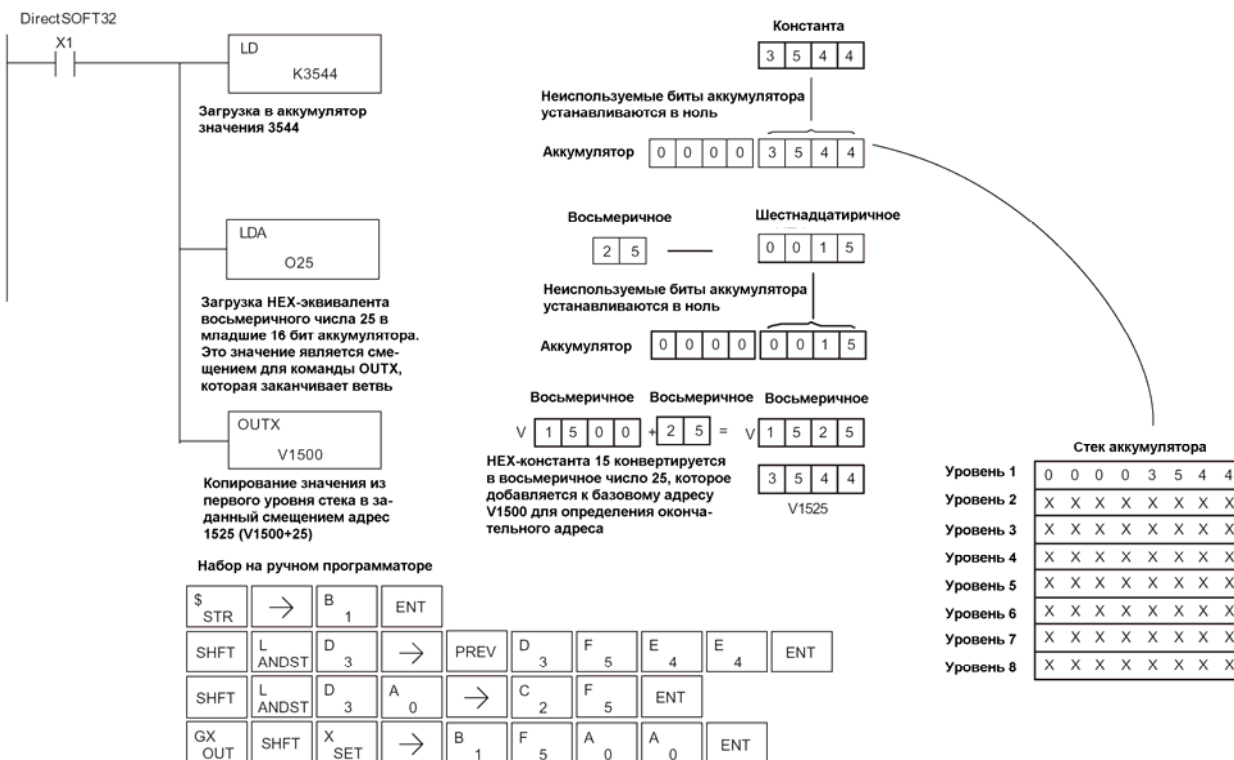 DirectSOFT32
X1
LD
K3544
Загрузка в аккумулятор
значения 3544
LDA
O25
Загрузка HEX-эквивалента
восьмеричного числа 25 в
младшие 16 бит аккумулятора.
Это значение является сме-
щением для команды OUTX,
которая заканчивает ветвь
OUTX
V1500
Копирование значения из
первого уровня стека в за-
данный смещением адрес
1525 (V1500+25)
Константа
3 5 4 4
Неиспользуемые биты аккумулятора
устанавливаются в ноль
Аккумулятор 0 0 0 0 3 5 4 4
Восьмеричное Шестнадцатиричное
2 5 0 0 1 5
Неиспользуемые биты аккумулятора
устанавливаются в ноль
Аккумулятор 0 0 0 0 0 0 1 5
Восьмеричное Восьмеричное Восьмеричное
V 1 5 0 0 + 2 5 = V 1 5 2 5
HEX-константа 15 конвертируется
в восьмеричное число 25, которое
добавляется к базовому адресу
V1500 для определения оконча-
тельного адреса
3 5 4 4
V1525
Стек аккумулятора
Уровень 1 0 0 0 0 3 5 4 4
Уровень 2 X X X X X X X X
Уровень 3 X X X X X X X X
Уровень 4 X X X X X X X X
Уровень 5 X X X X X X X X
Уровень 6 X X X X X X X X
Уровень 7 X X X X X X X X
Уровень 8 X X X X X X X X
Набор на ручном программаторе
$ STR → B 1 ENT
SHFT L ANDST D 3 → PREV D 3 F 5 E 4 E 4 ENT
SHFT L ANDST D 3 A 0 → C 2 F 5 ENT
GX OUT SHFT X SET → B 1 F 5 A 0 A 0 ENT